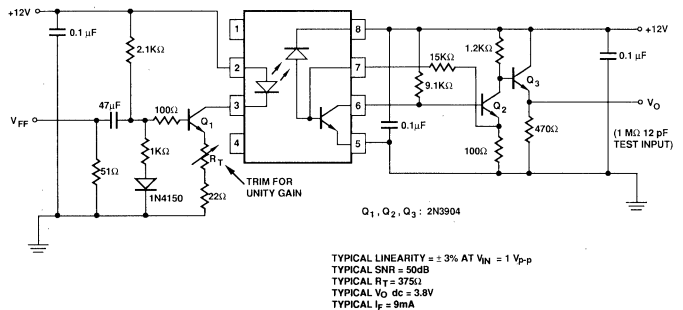 +12V
0.1 µF
2.1KΩ
VFF
47µF
100Ω
Q1
51Ω
1KΩ
1N4150
RT
22Ω
TRIM FOR
UNITY GAIN
1
2
3
4
8
7
6
5
+12V
15KΩ
1.2KΩ
9.1KΩ
Q2
Q3
0.1 µF
0.1µF
100Ω
470Ω
VO
(1 MΩ 12 pF
TEST INPUT)
Q1, Q2, Q3: 2N3904
TYPICAL LINEARITY = ± 3% AT VIN = 1 Vp-p
TYPICAL SNR = 50dB
TYPICAL RT = 375Ω
TYPICAL VO dc = 3.8V
TYPICAL IF = 9mA